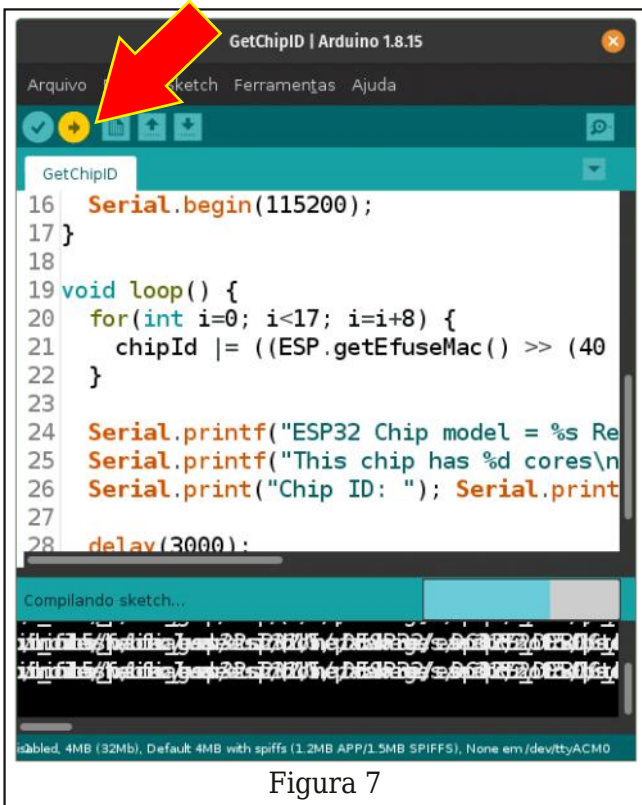 GetChipID | Arduino 1.8.15
Arquivo Sketch Ferramentas Ajuda
GetChipID
16 Serial.begin(115200);
17 }
18
19 void loop() {
20 for(int i=0; i<17; i=i+8) {
21 chipId |= ((ESP.getEfuseMac() >> (40
22 }
23
24 Serial.printf("ESP32 Chip model = %s Re
25 Serial.printf("This chip has %d cores\n
26 Serial.print("Chip ID: "); Serial.print
27
28 delay(3000);
Compilando sketch...
4MB (32Mb), Default 4MB with spiffs (1.2MB APP/1.5MB SPIFFS), None em /dev/ttyACM0
Figura 7